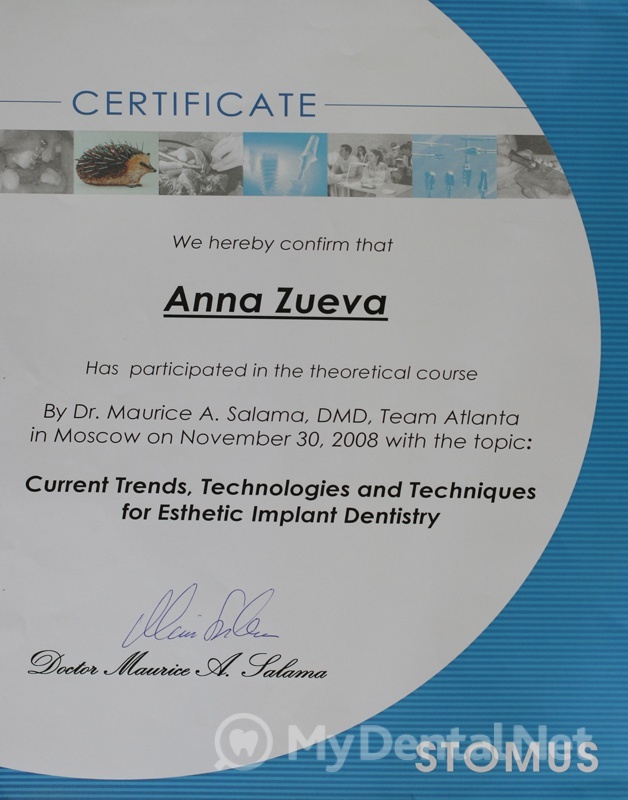 CERTIFICATE
We hereby confirm that
Anna Zueva
Has participated in the theoretical course
By Dr. Maurice A. Salama, DMD, Team Atlanta
in Moscow on November 30, 2008 with the topic:
Current Trends, Technologies and Techniques
for Esthetic Implant Dentistry
Doctor Maurice A. Salama
MyDentalNet
STOMUS